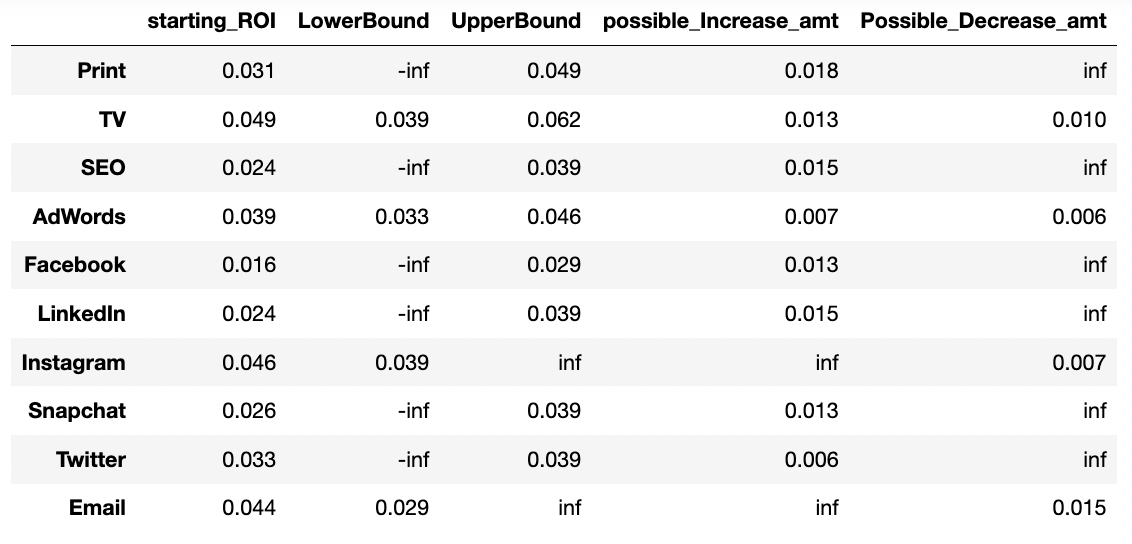 starting_ROI LowerBound UpperBound possible_Increase_amt Possible_Decrease_amt
Print 0.031 -inf 0.049 0.018 inf
TV 0.049 0.039 0.062 0.013 0.010
SEO 0.024 -inf 0.039 0.015 inf
AdWords 0.039 0.033 0.046 0.007 0.006
Facebook 0.016 -inf 0.029 0.013 inf
LinkedIn 0.024 -inf 0.039 0.015 inf
Instagram 0.046 0.039 inf inf 0.007
Snapchat 0.026 -inf 0.039 0.013 inf
Twitter 0.033 -inf 0.039 0.006 inf
Email 0.044 0.029 inf inf 0.015